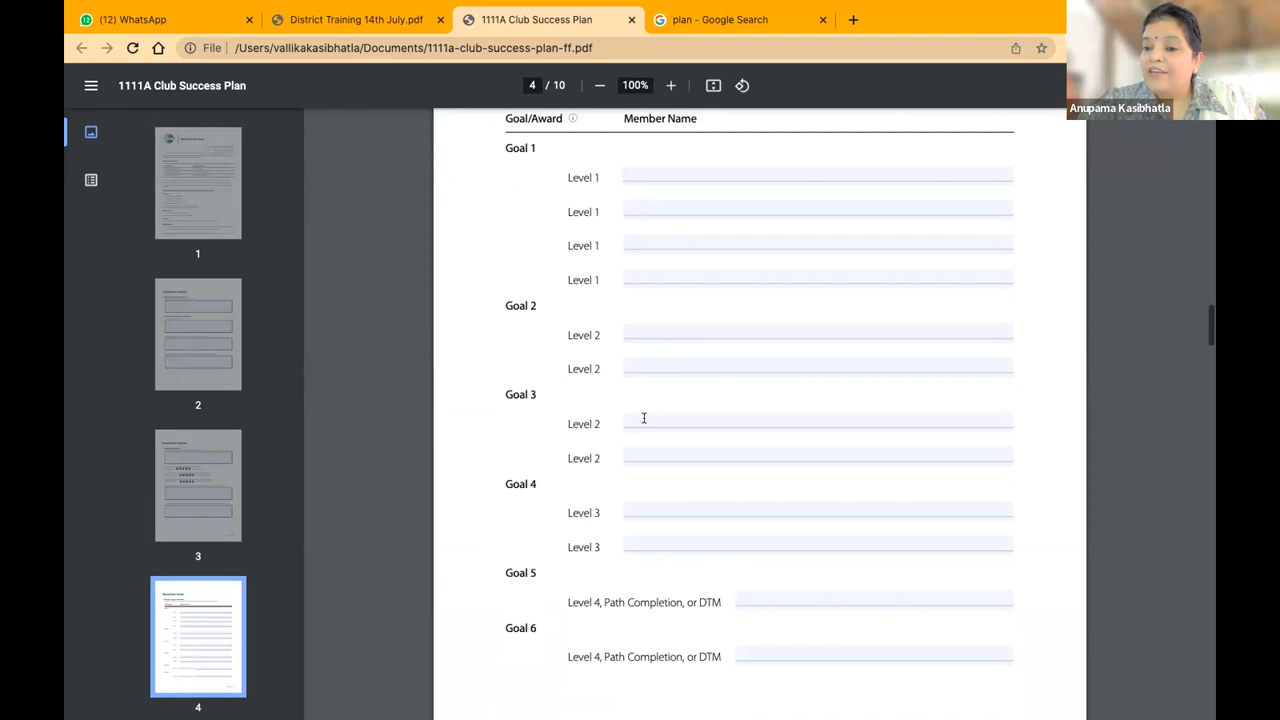 (12) WhatsApp
District Training 14th July.pdf
1111A Club Success Plan
plan - Google Search
File
/Users/vallikakasibhatla/Documents/1111a-club-success-plan-ff.pdf
1111A Club Success Plan
4 / 10
100%
Anupama Kasibhatla
1
2
3
4
Goal/Award Member Name
Goal 1
Level 1
Level 1
Level 1
Level 1
Goal 2
Level 2
Level 2
Goal 3
Level 2
Level 2
Goal 4
Level 3
Level 3
Goal 5
Level 4, Path Completion, or DTM
Goal 6
Level 4, Path Completion, or DTM